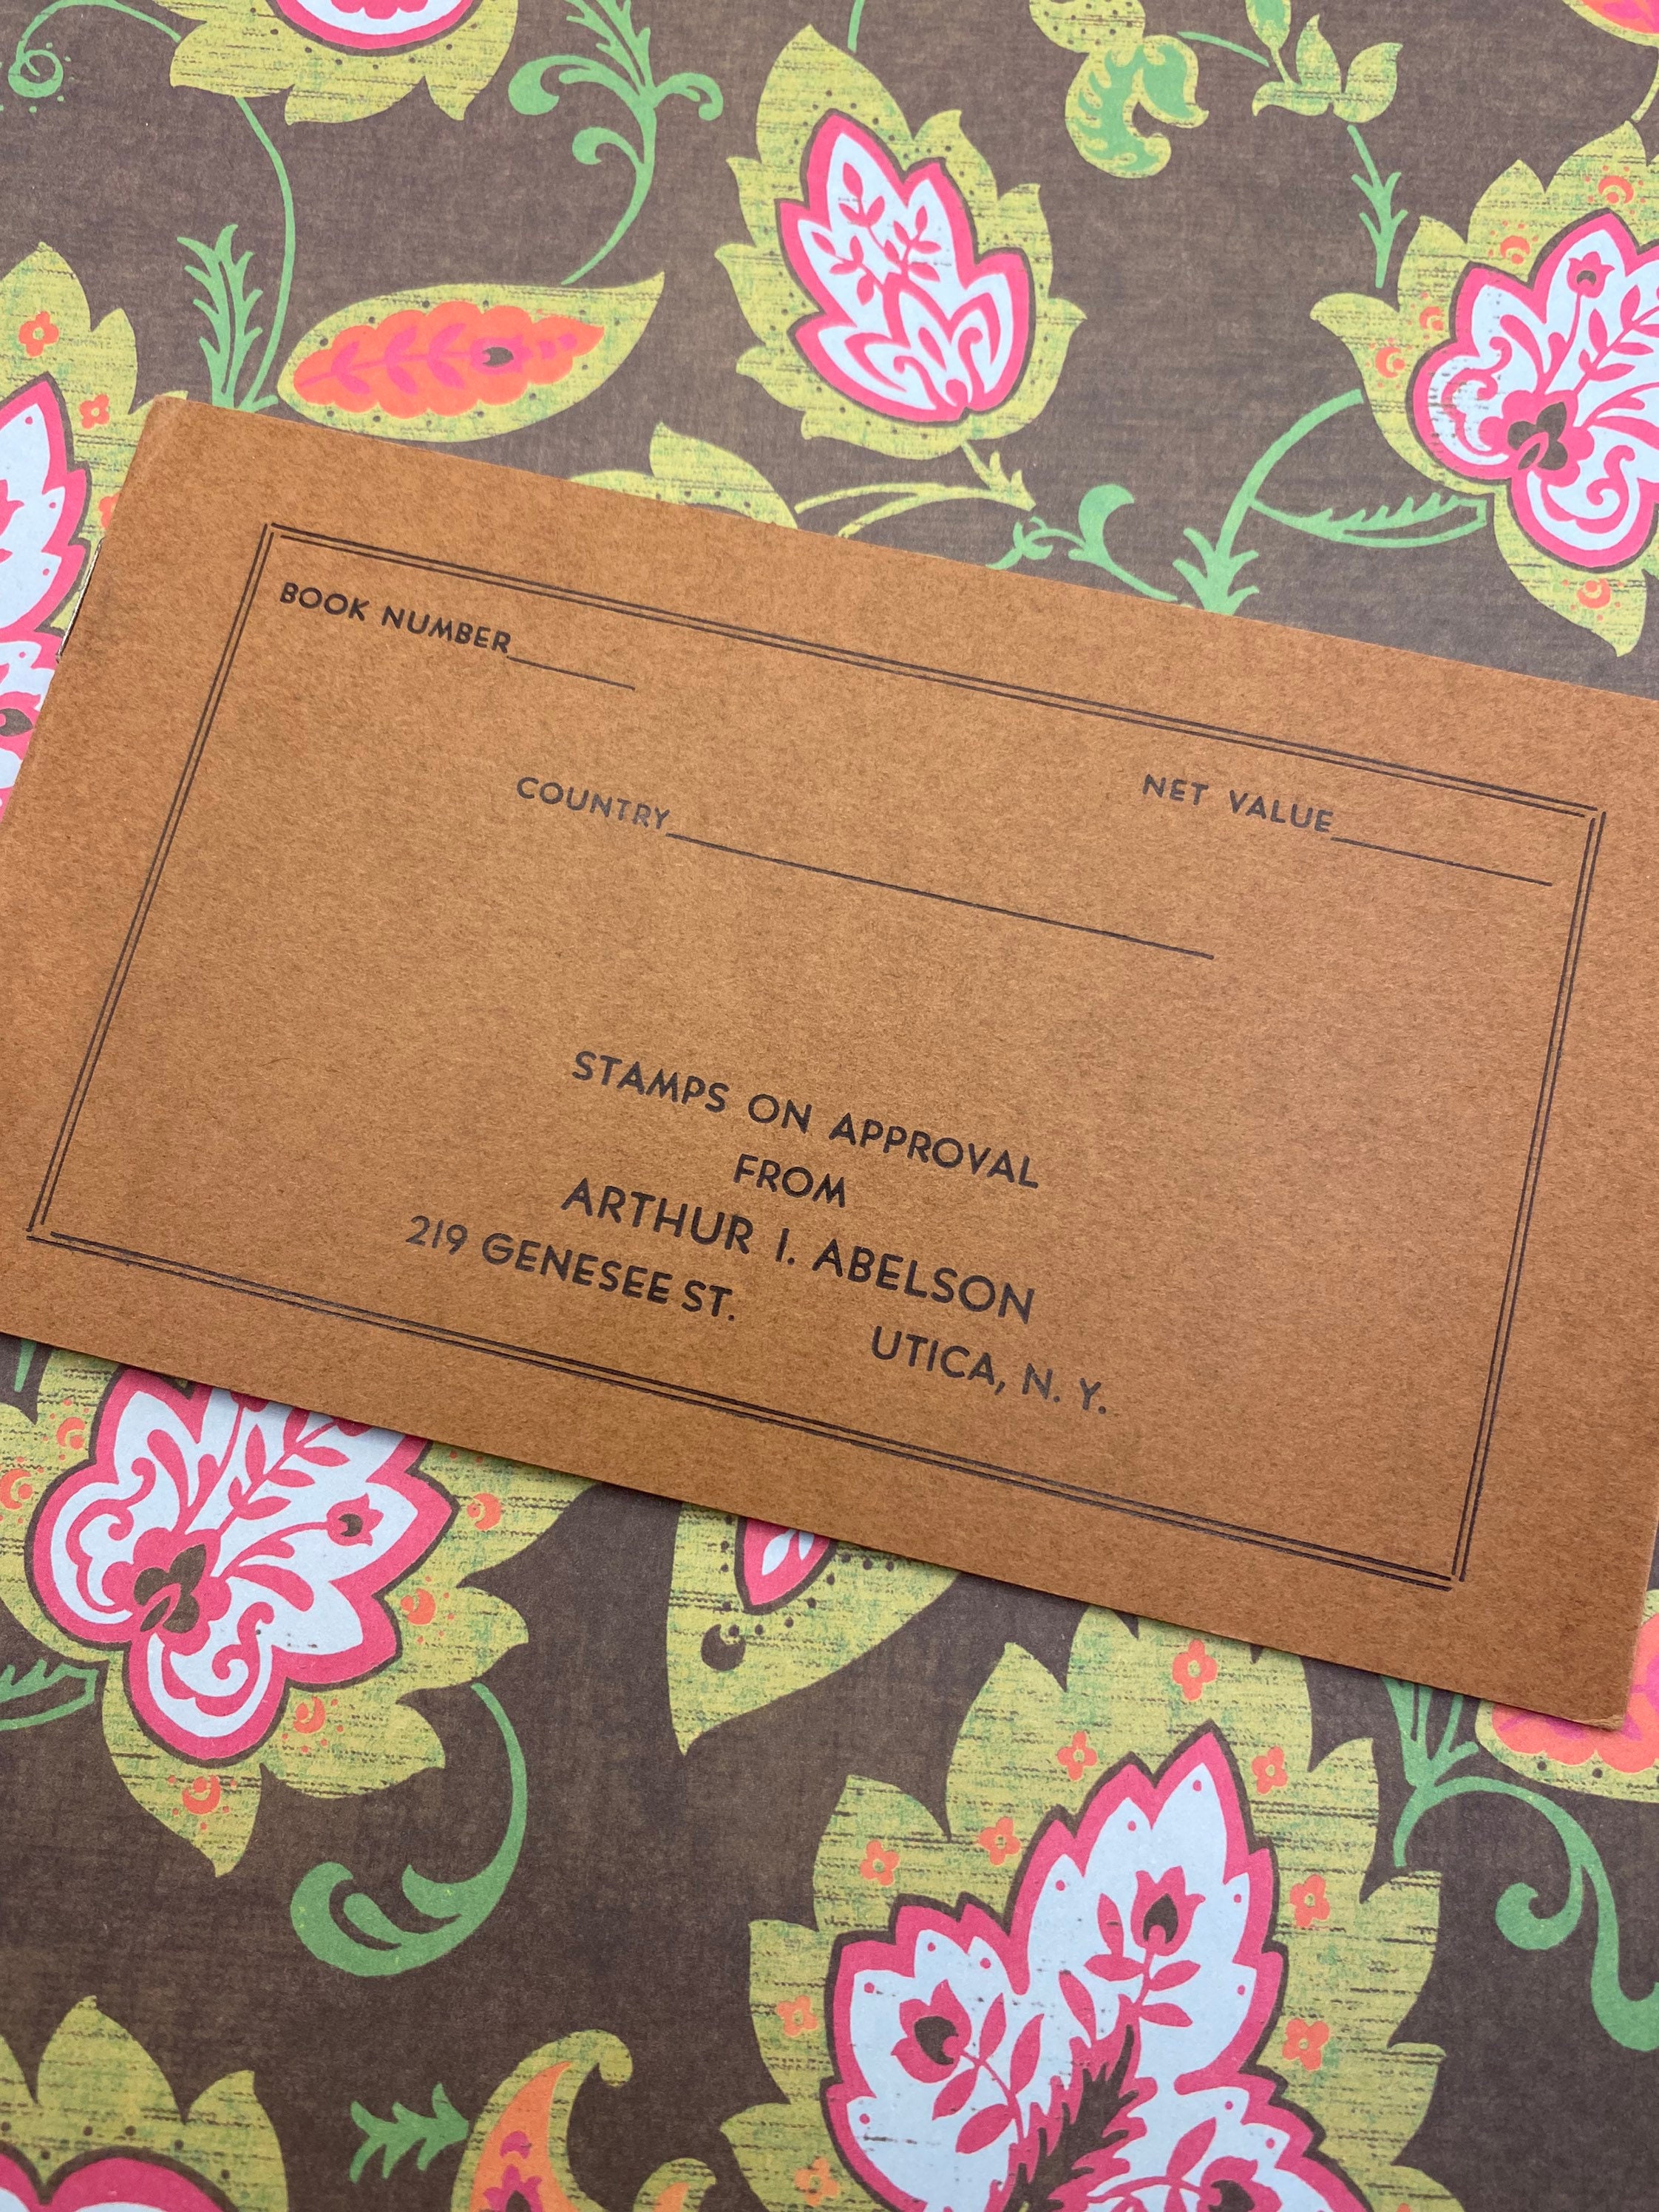 BOOK NUMBER
NET VALUE
COUNTRY
STAMPS ON APPROVAL
FROM
ARTHUR I. ABELSON
219 GENESEE ST. UTICA, N. Y.